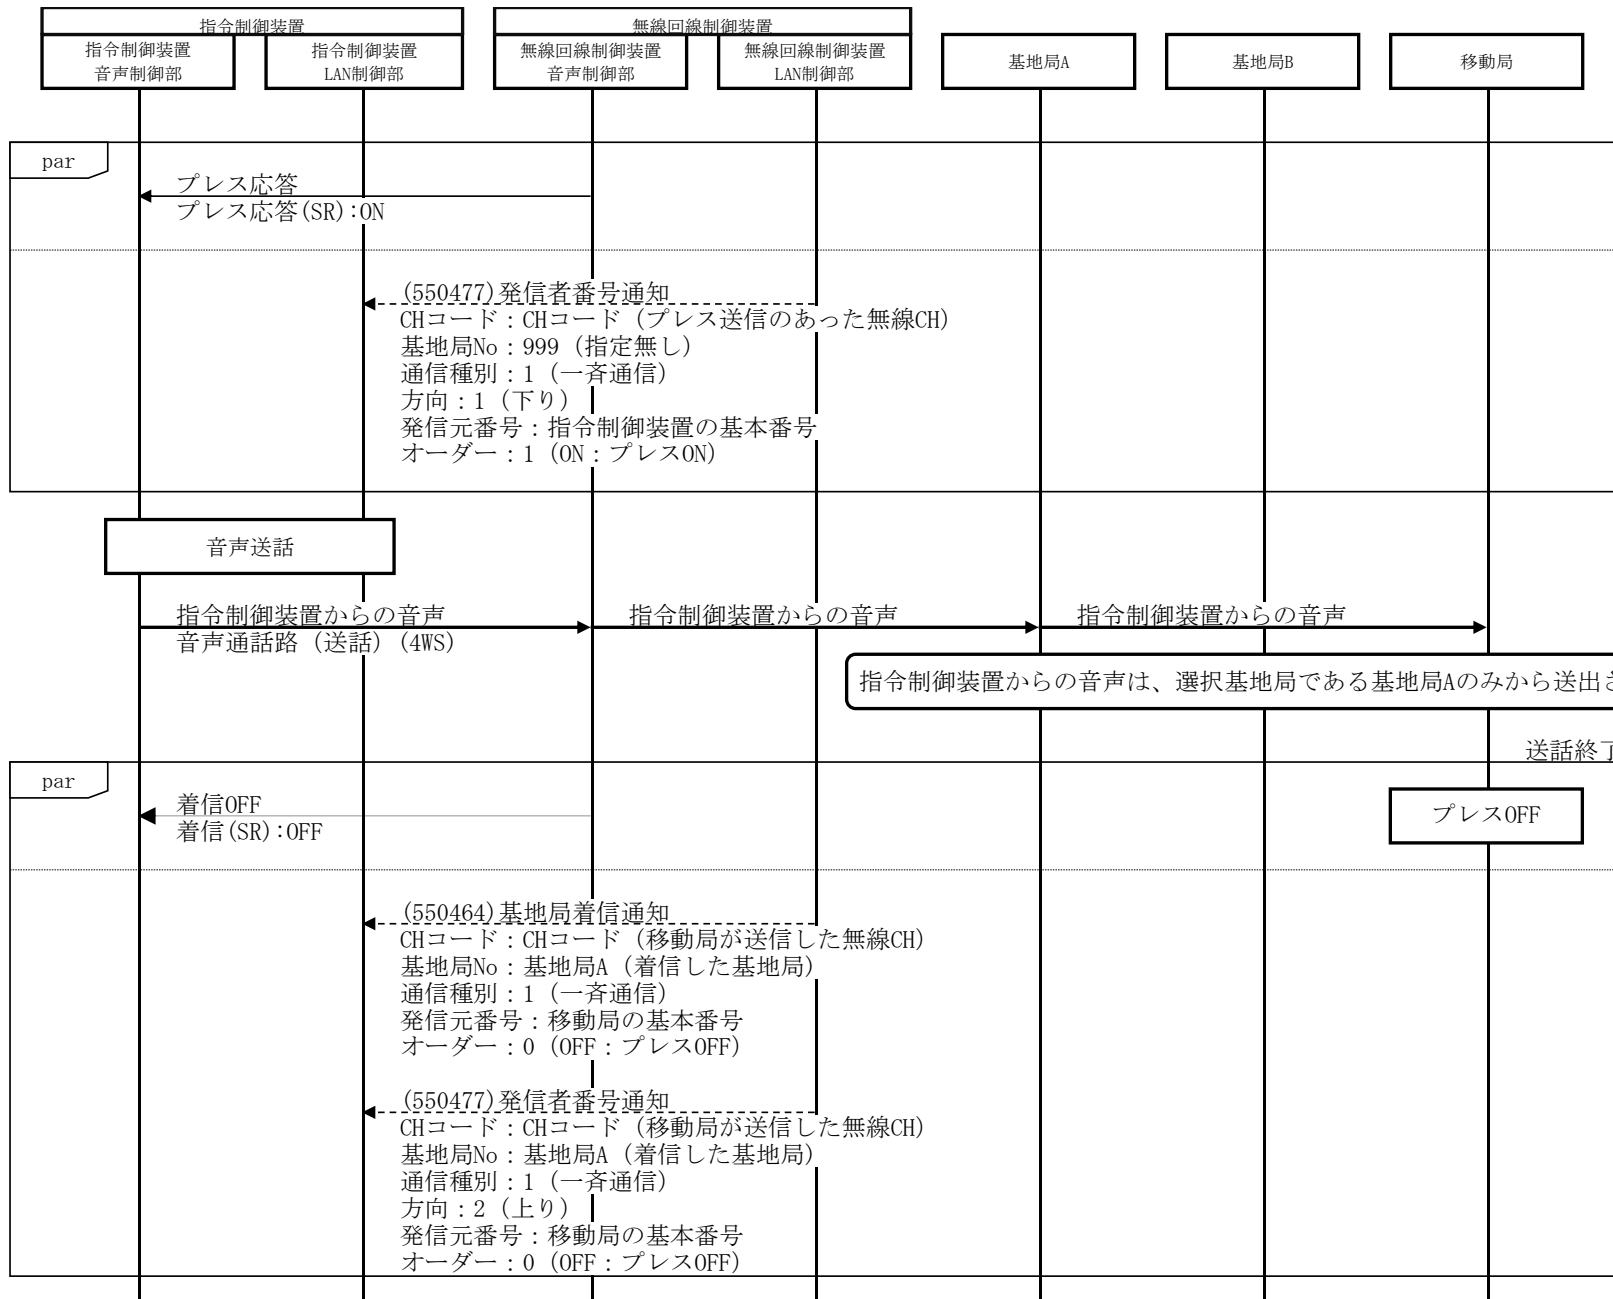 指令制御装置
無線回線制御装置
指令制御装置
音声制御部
指令制御装置
LAN制御部
無線回線制御装置
音声制御部
無線回線制御装置
LAN制御部
基地局A
基地局B
移動局
par
プレス応答
プレス応答(SR):ON
(550477)発信者番号通知
CHコード：CHコード（プレス送信のあった無線CH）
基地局No：999（指定無し）
通信種別：1（一斉通信）
方向：1（下り）
発信元番号：指令制御装置の基本番号
オーダー：1（ON：プレスON）
音声送話
指令制御装置からの音声
音声通話路（送話）(4WS)
指令制御装置からの音声
指令制御装置からの音声
指令制御装置からの音声は、選択基地局である基地局Aのみから送出さ
送話終了
par
着信OFF
着信(SR):OFF
プレスOFF
(550464)基地局着信通知
CHコード：CHコード（移動局が送信した無線CH）
基地局No：基地局A（着信した基地局）
通信種別：1（一斉通信）
発信元番号：移動局の基本番号
オーダー：0（OFF：プレスOFF）
(550477)発信者番号通知
CHコード：CHコード（移動局が送信した無線CH）
基地局No：基地局A（着信した基地局）
通信種別：1（一斉通信）
方向：2（上り）
発信元番号：移動局の基本番号
オーダー：0（OFF：プレスOFF）